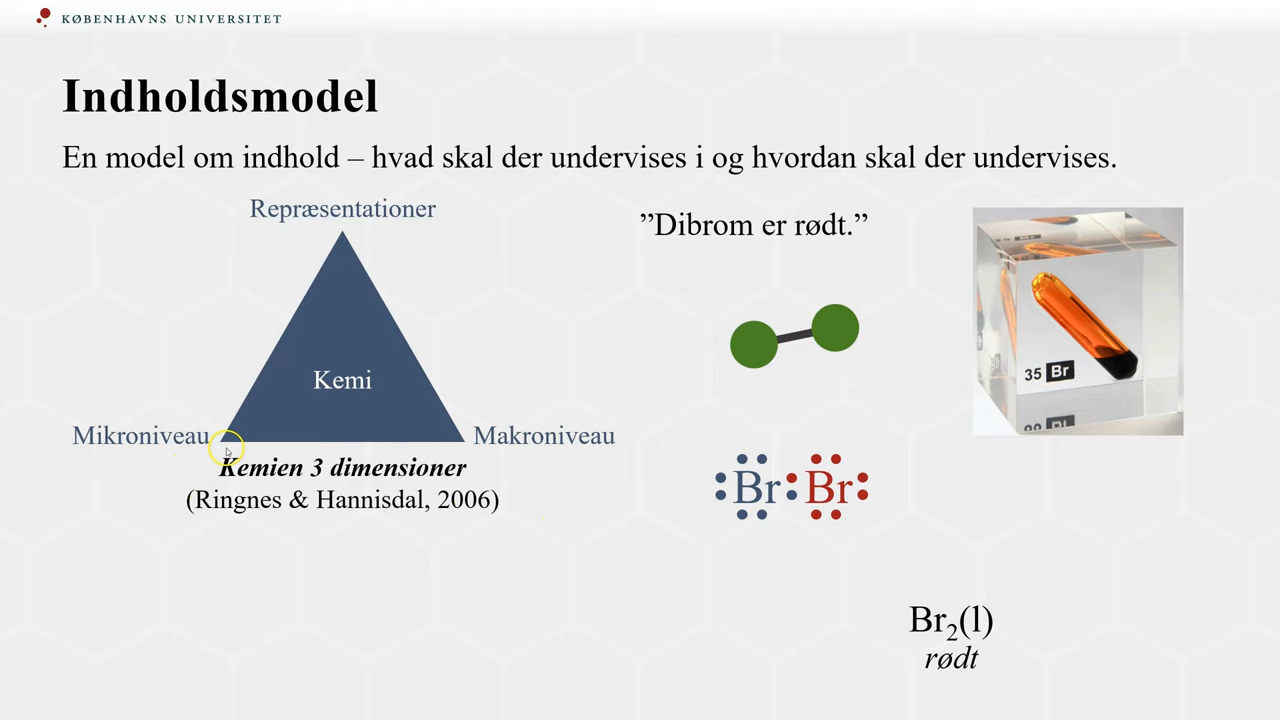 KØBENHAVNS UNIVERSITET
Indholdsmodel
En model om indhold – hvad skal der undervises i og hvordan skal der undervises.
Repræsentationer
Kemi
Mikroniveau
Makroniveau
Kemien 3 dimensioner
(Ringnes & Hannisdal, 2006)
”Dibrom er rødt.”
35 Br
Br Br
Br₂(l)
rødt